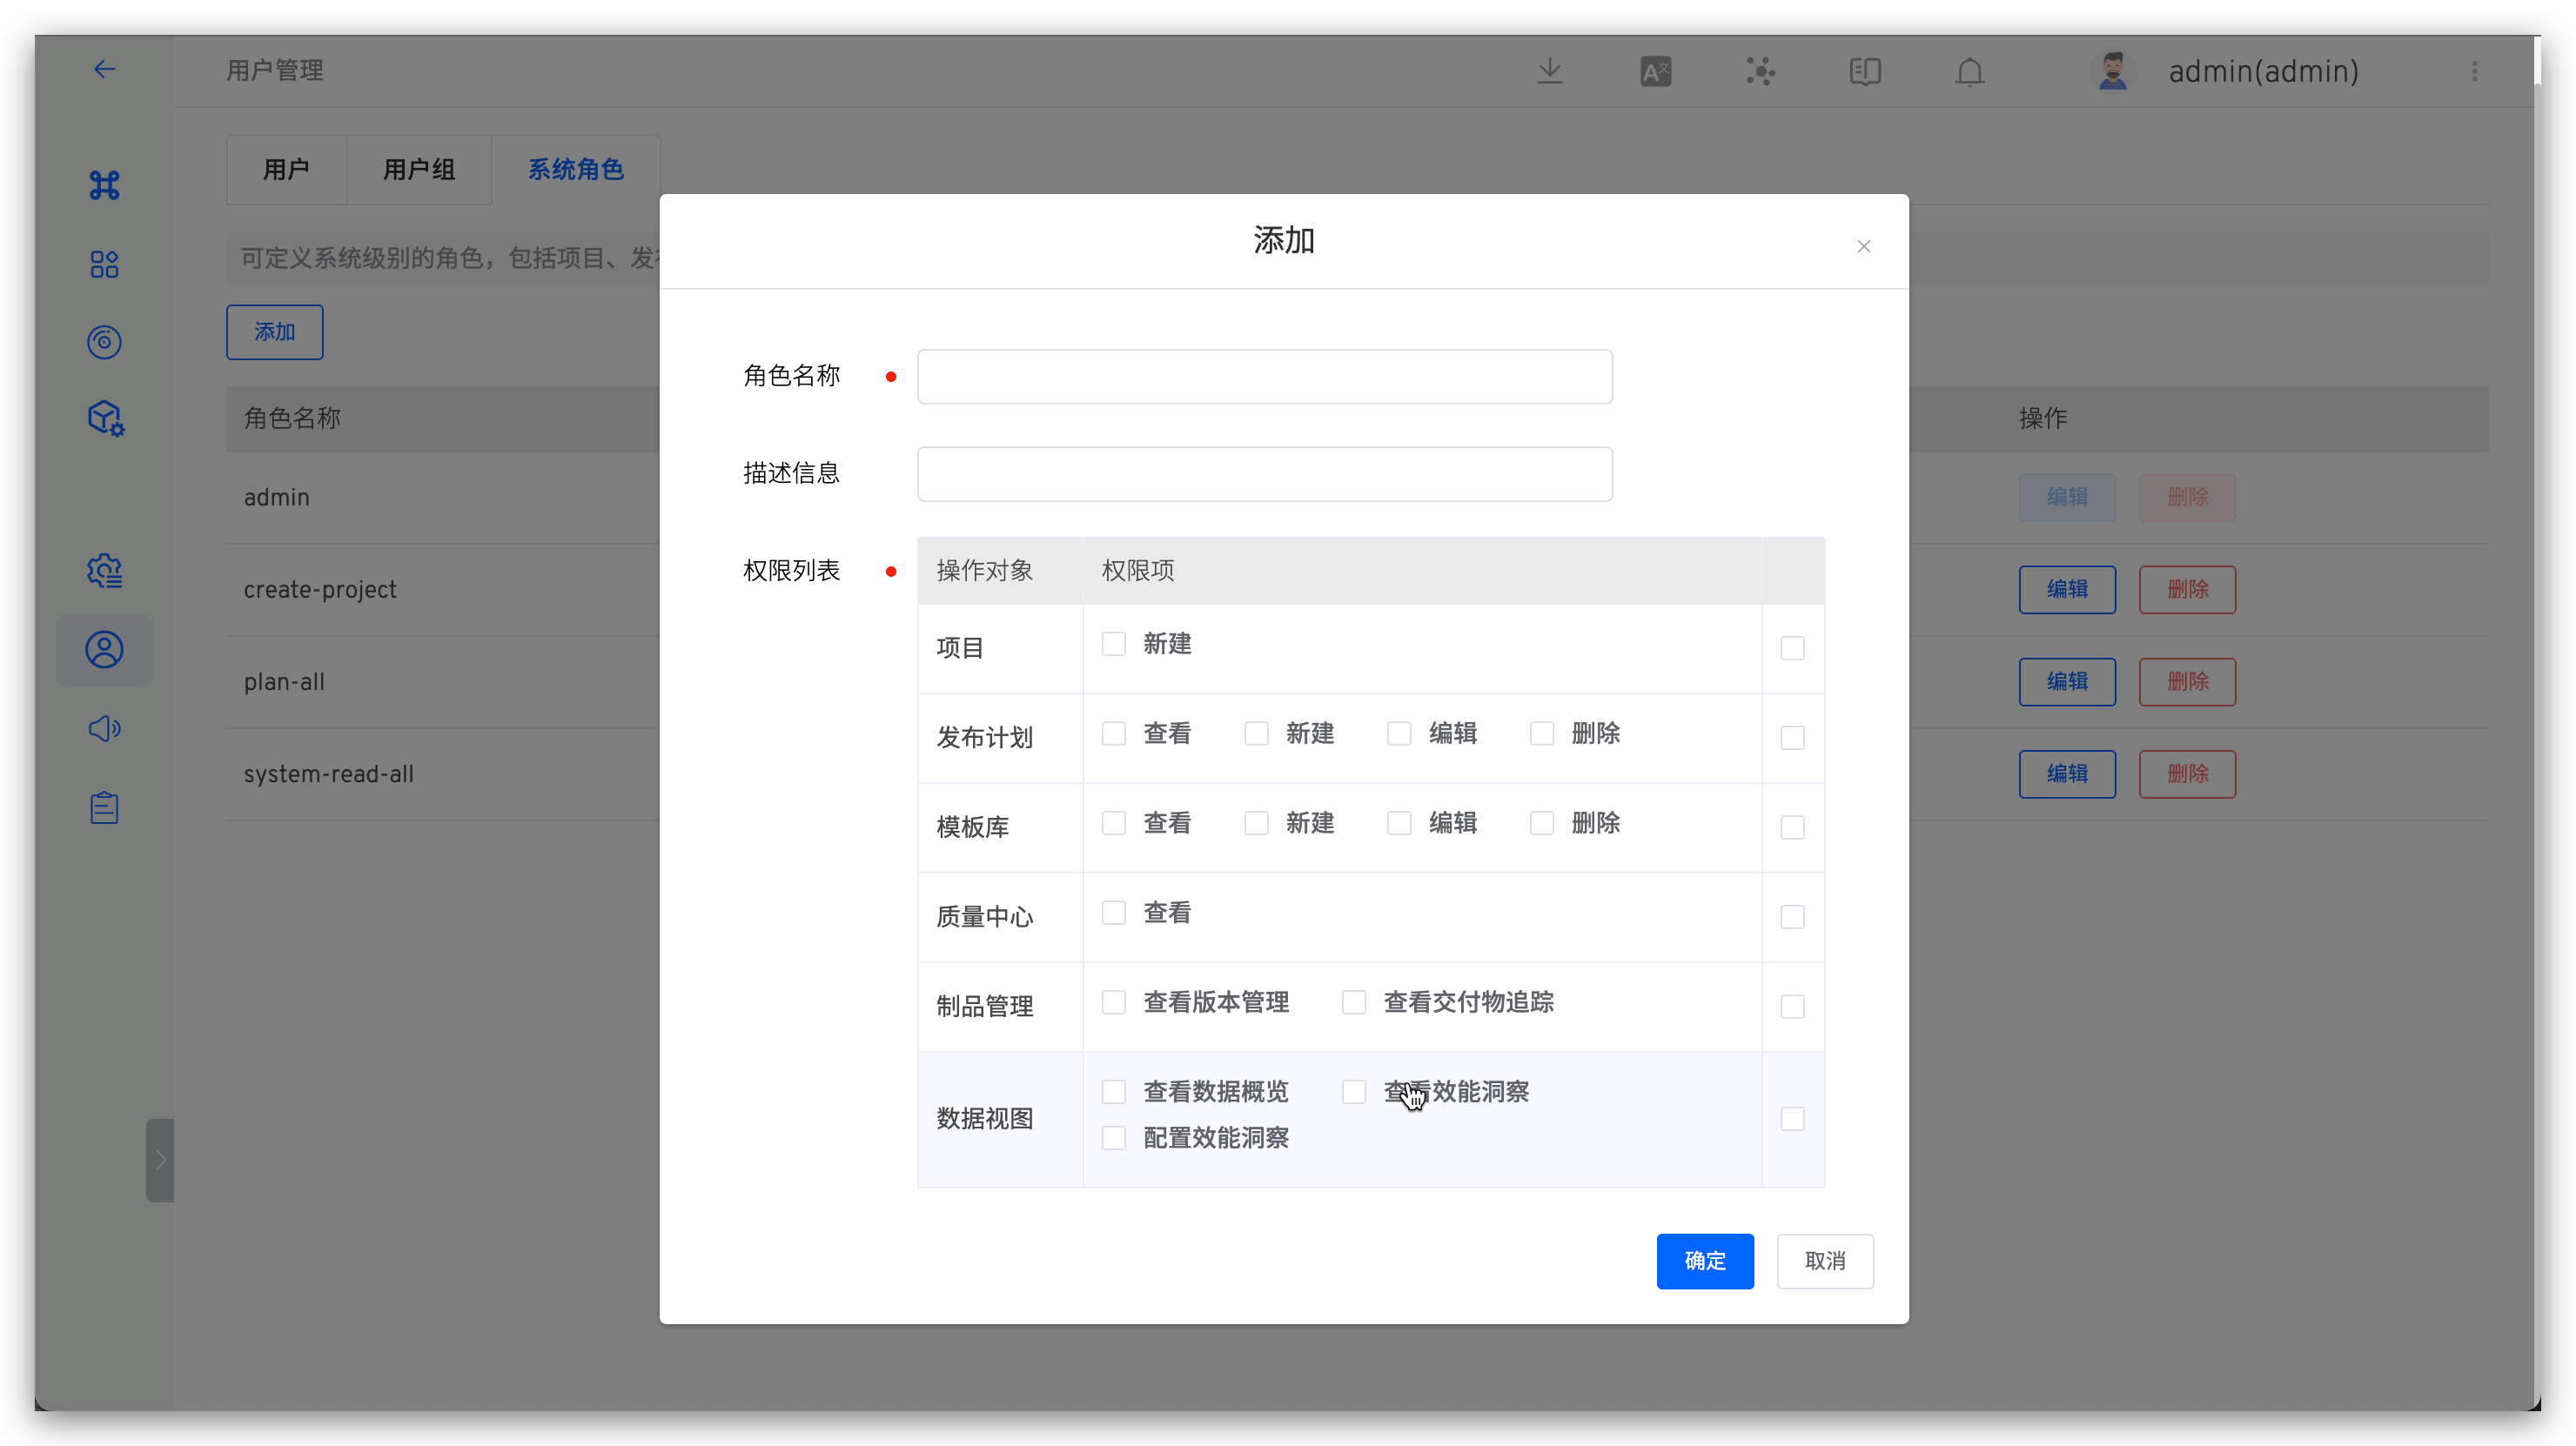 用户管理
admin(admin)
用户 用户组 系统角色
可定义系统级别的角色，包括项目、发
添加
角色名称 操作
admin 编辑 删除
create-project 编辑 删除
plan-all 编辑 删除
system-read-all 编辑 删除
添加
角色名称
描述信息
权限列表
操作对象 权限项
项目 新建
发布计划 查看 新建 编辑 删除
模板库 查看 新建 编辑 删除
质量中心 查看
制品管理 查看版本管理 查看交付物追踪
数据视图 查看数据概览 查看效能洞察
配置效能洞察
确定 取消